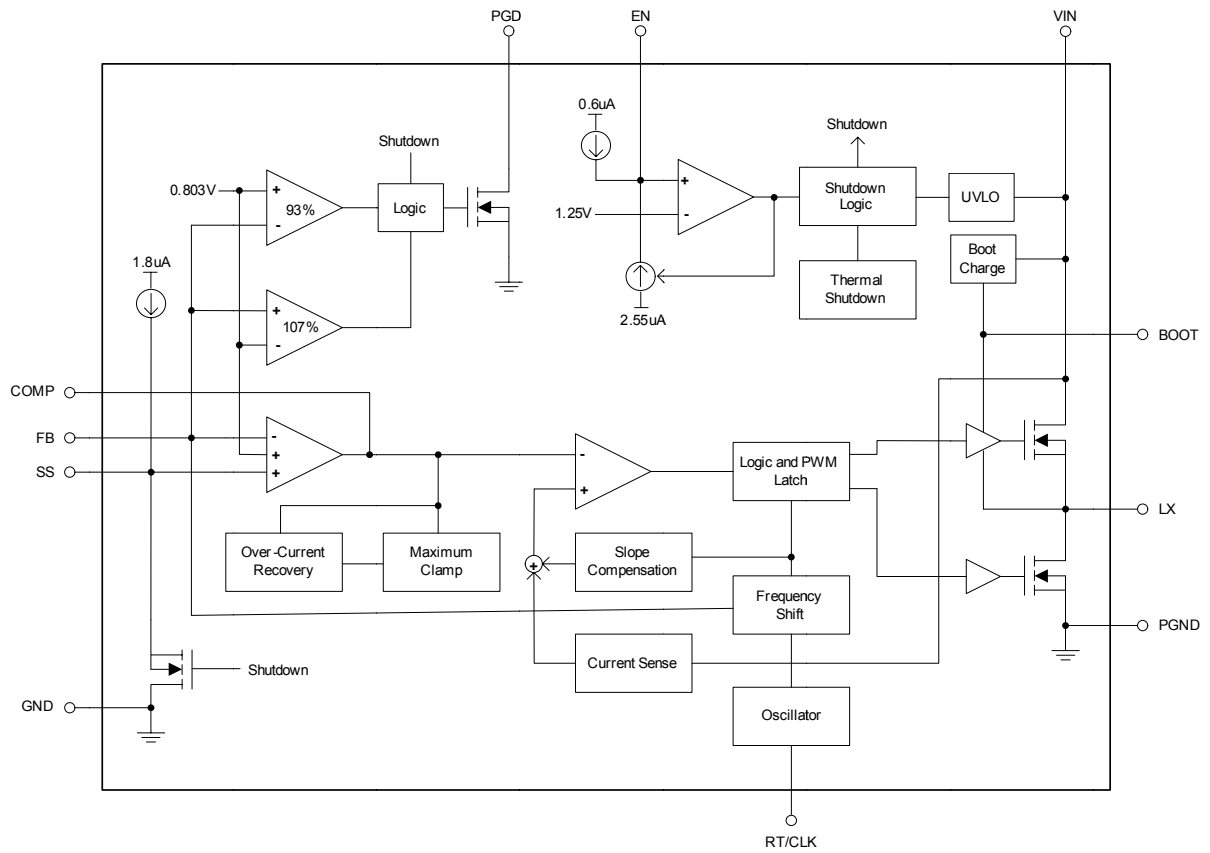 PGD
EN
VIN
0.6uA
Shutdown
Shutdown
0.803V
+
93%
-
Logic
+
1.25V
-
Shutdown
Logic
UVLO
Boot
Charge
1.8uA
Thermal
Shutdown
+
107%
-
2.55uA
BOOT
COMP
FB
SS
-
+
+
-
+
Logic and PWM
Latch
LX
Over-Current
Recovery
Maximum
Clamp
+
Slope
Compensation
Frequency
Shift
PGND
Shutdown
Current Sense
GND
Oscillator
RT/CLK